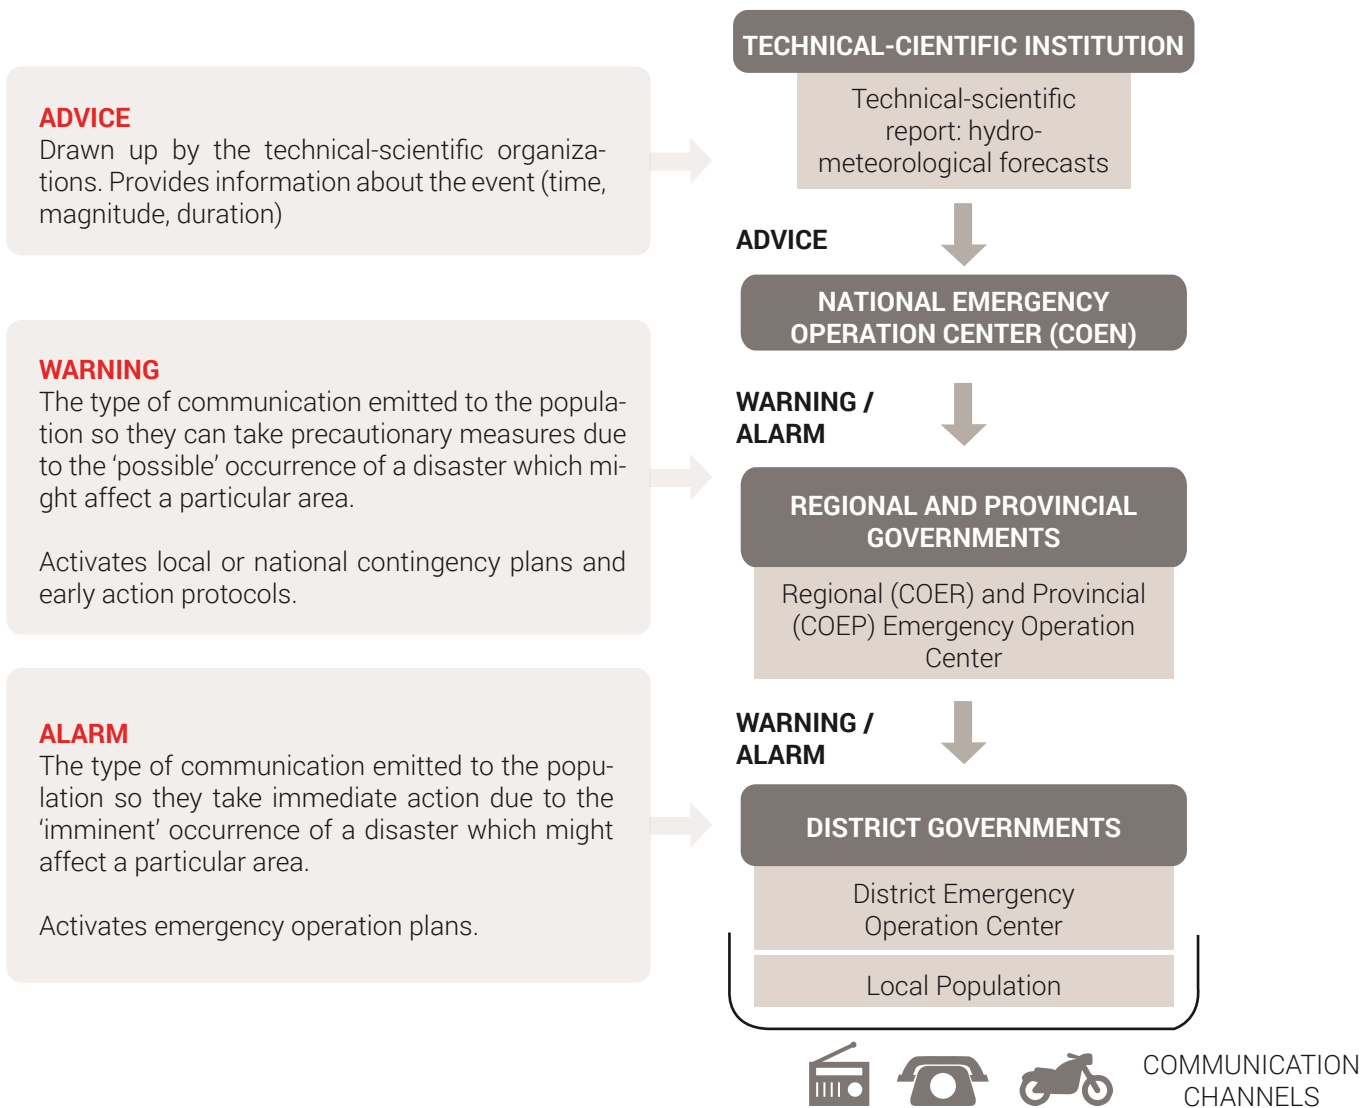 TECHNICAL-CIENTIFIC INSTITUTION
Technical-scientific
report: hydro-
meteorological forecasts
ADVICE
Drawn up by the technical-scientific organiza-
tions. Provides information about the event (time,
magnitude, duration)
ADVICE
NATIONAL EMERGENCY
OPERATION CENTER (COEN)
WARNING
The type of communication emitted to the popula-
tion so they can take precautionary measures due
to the ‘possible’ occurrence of a disaster which mi-
ght affect a particular area.
Activates local or national contingency plans and
early action protocols.
WARNING /
ALARM
REGIONAL AND PROVINCIAL
GOVERNMENTS
Regional (COER) and Provincial
(COEP) Emergency Operation
Center
ALARM
The type of communication emitted to the popu-
lation so they take immediate action due to the
‘imminent’ occurrence of a disaster which might
affect a particular area.
Activates emergency operation plans.
WARNING /
ALARM
DISTRICT GOVERNMENTS
District Emergency
Operation Center
Local Population
COMMUNICATION
CHANNELS